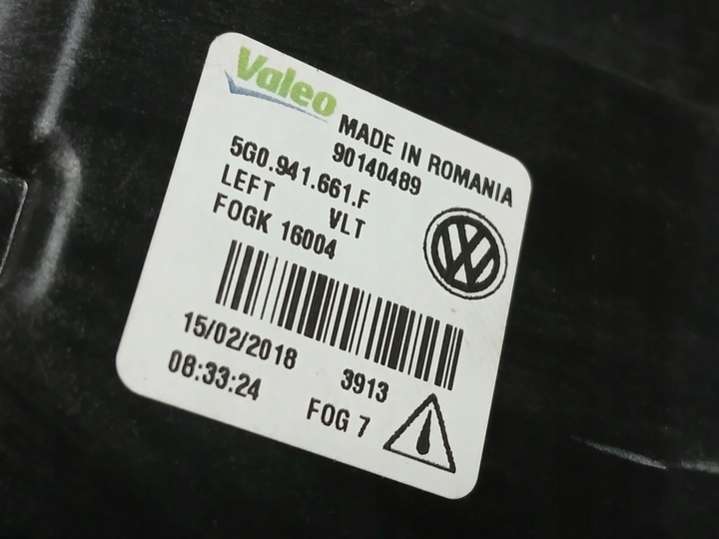 Valeo
MADE IN ROMANIA
90140489
5G0.941.661.F
LEFT VLT
FOGK 16004
15/02/2018 3913
08:33:24
FOG 7